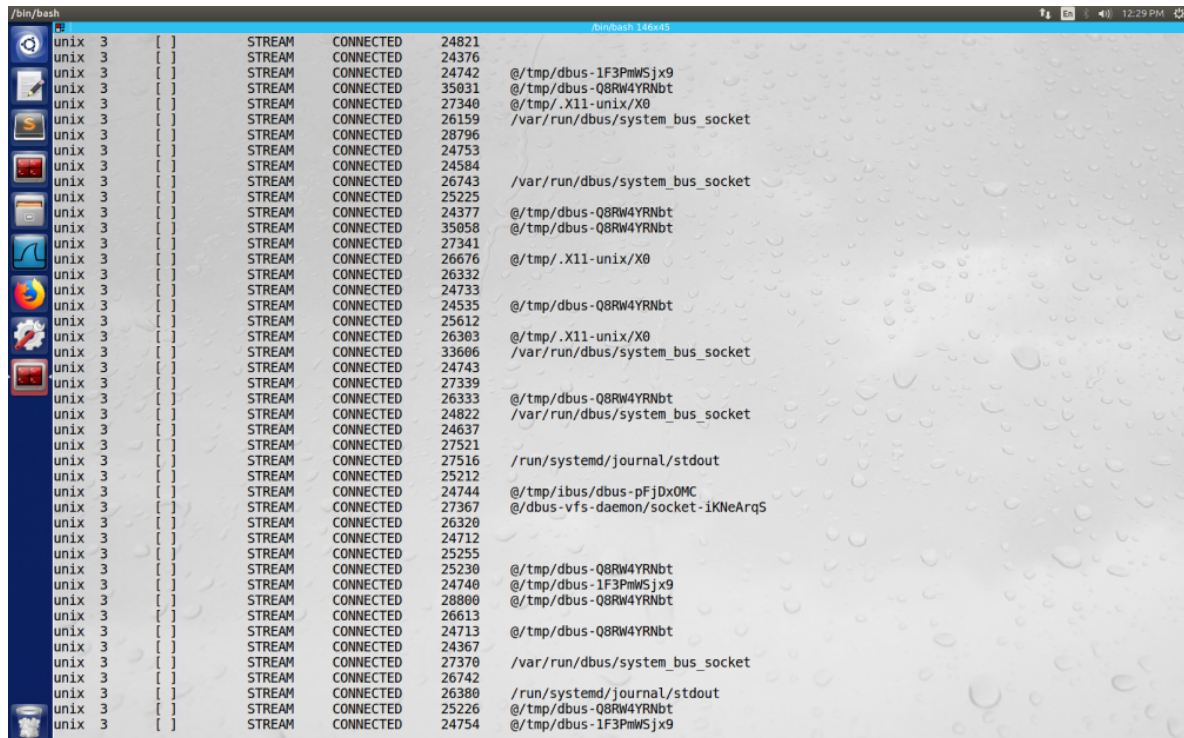 /bin/bash
En 12:29 PM
/bin/bash 146x45
unix 3 [ ] STREAM CONNECTED 24821
unix 3 [ ] STREAM CONNECTED 24376
unix 3 [ ] STREAM CONNECTED 24742 @/tmp/dbus-1F3PmWSjx9
unix 3 [ ] STREAM CONNECTED 35031 @/tmp/dbus-Q8RW4YRNbt
unix 3 [ ] STREAM CONNECTED 27340 @/tmp/.X11-unix/X0
unix 3 [ ] STREAM CONNECTED 26159 /var/run/dbus/system_bus_socket
unix 3 [ ] STREAM CONNECTED 28796
unix 3 [ ] STREAM CONNECTED 24753
unix 3 [ ] STREAM CONNECTED 24584
unix 3 [ ] STREAM CONNECTED 26743 /var/run/dbus/system_bus_socket
unix 3 [ ] STREAM CONNECTED 25225
unix 3 [ ] STREAM CONNECTED 24377 @/tmp/dbus-Q8RW4YRNbt
unix 3 [ ] STREAM CONNECTED 35058 @/tmp/dbus-Q8RW4YRNbt
unix 3 [ ] STREAM CONNECTED 27341
unix 3 [ ] STREAM CONNECTED 26676 @/tmp/.X11-unix/X0
unix 3 [ ] STREAM CONNECTED 26332
unix 3 [ ] STREAM CONNECTED 24733
unix 3 [ ] STREAM CONNECTED 24535 @/tmp/dbus-Q8RW4YRNbt
unix 3 [ ] STREAM CONNECTED 25612
unix 3 [ ] STREAM CONNECTED 26303 @/tmp/.X11-unix/X0
unix 3 [ ] STREAM CONNECTED 33606 /var/run/dbus/system_bus_socket
unix 3 [ ] STREAM CONNECTED 24743
unix 3 [ ] STREAM CONNECTED 27339
unix 3 [ ] STREAM CONNECTED 26333 @/tmp/dbus-Q8RW4YRNbt
unix 3 [ ] STREAM CONNECTED 24822 /var/run/dbus/system_bus_socket
unix 3 [ ] STREAM CONNECTED 24637
unix 3 [ ] STREAM CONNECTED 27521
unix 3 [ ] STREAM CONNECTED 27516 /run/systemd/journal/stdout
unix 3 [ ] STREAM CONNECTED 25212
unix 3 [ ] STREAM CONNECTED 24744 @/tmp/ibus/dbus-pFjDxOMC
unix 3 [ ] STREAM CONNECTED 27367 @/dbus-vfs-daemon/socket-iKNeArqS
unix 3 [ ] STREAM CONNECTED 26320
unix 3 [ ] STREAM CONNECTED 24712
unix 3 [ ] STREAM CONNECTED 25255
unix 3 [ ] STREAM CONNECTED 25230 @/tmp/dbus-Q8RW4YRNbt
unix 3 [ ] STREAM CONNECTED 24740 @/tmp/dbus-1F3PmWSjx9
unix 3 [ ] STREAM CONNECTED 28800 @/tmp/dbus-Q8RW4YRNbt
unix 3 [ ] STREAM CONNECTED 26613
unix 3 [ ] STREAM CONNECTED 24713 @/tmp/dbus-Q8RW4YRNbt
unix 3 [ ] STREAM CONNECTED 24367
unix 3 [ ] STREAM CONNECTED 27370 /var/run/dbus/system_bus_socket
unix 3 [ ] STREAM CONNECTED 26742
unix 3 [ ] STREAM CONNECTED 26380 /run/systemd/journal/stdout
unix 3 [ ] STREAM CONNECTED 25226 @/tmp/dbus-Q8RW4YRNbt
unix 3 [ ] STREAM CONNECTED 24754 @/tmp/dbus-1F3PmWSjx9